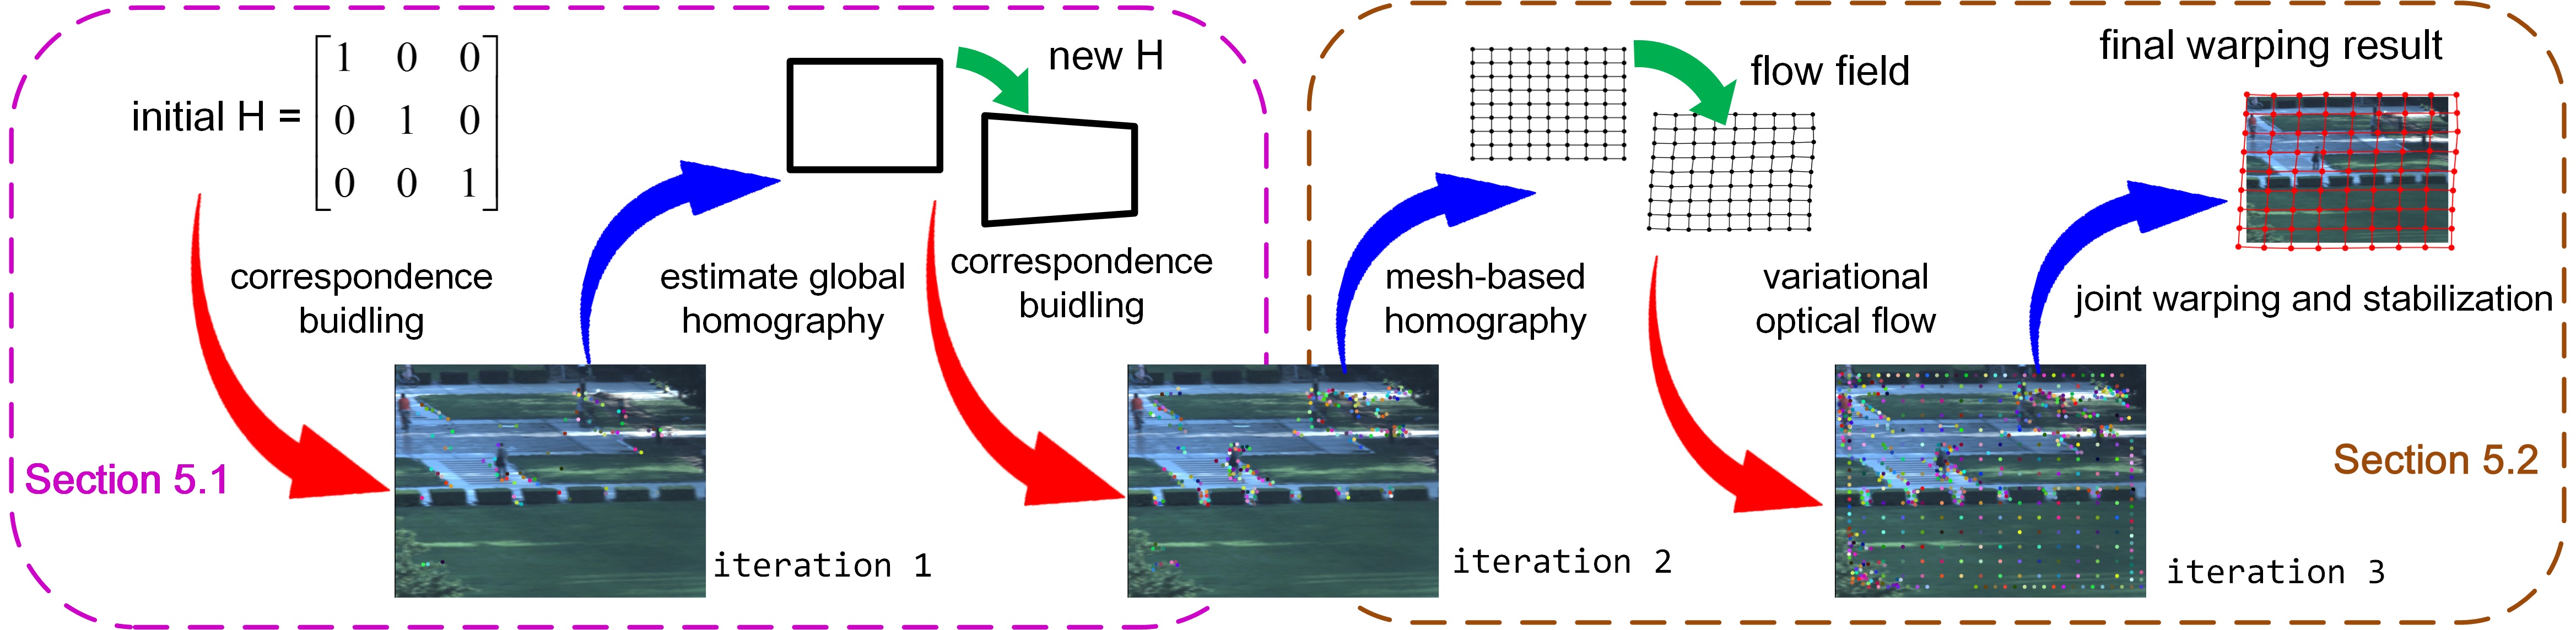 initial H =
1 0 0
0 1 0
0 0 1
correspondence
buidling
Section 5.1
iteration 1
estimate global
homography
new H
correspondence
buidling
iteration 2
mesh-based
homography
flow field
variational
optical flow
iteration 3
final warping result
joint warping and stabilization
Section 5.2